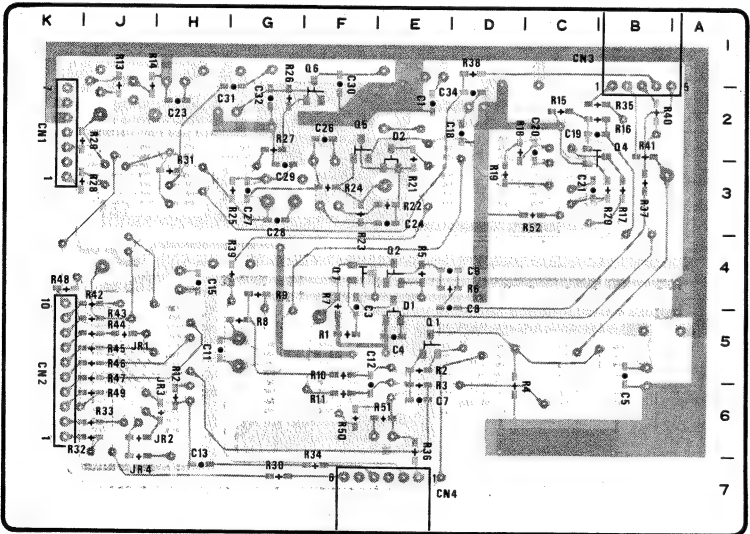 K J H G F E D C B A
1
R13 R14 R26 Q6 C30 R38 CN3
7 C23 C31 C32 C1 C34 R15 1 R35 5
CN1 R28 R27 C26 Q5 D2 C18 R18 C20 C19 R16 R40 2
Q4 R41
1 R28 R31 C29 R24 R21 R19 C21 3
R25 C27 R22 R20 R17 R37
C28 R23 C24 R52
R39 Q2 R5
R48 C15 C6 4
10 R42 R9 R7 C3 R6
R43 R8 D1 C8
R44 R1 Q1
CN2 R45 JR1 C11 C4 5
R46 C12 R2
R47 R12 R10 R3 R4 C5
R49 JR3 R11 C7
R33 R50 R51 6
1 R32 JR2 R36
JR4 C13 R30 R34
6 1 CN4 7